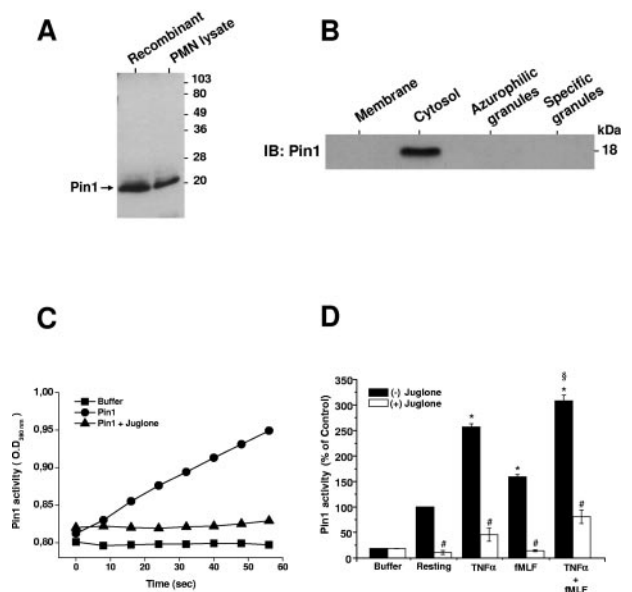 A
Recombinant
PMN lysate
103
80
49
36
28
20
Pin1
B
Membrane
Cytosol
Azurophilic
granules
Specific
granules
kDa
IB: Pin1
18
C
Buffer
Pin1
Pin1 + Juglone
1,00
0,95
0,90
0,85
0,80
Pin1 activity ( O.D 390 nm )
0
10
20
30
40
50
60
Time (sec)
D
(-) Juglone
(+) Juglone
350
300
250
200
150
100
50
0
Pin1 activity (% of Control)
#
*
#
*
#
§
*
#
Buffer
Resting
TNFα
fMLF
TNFα
+
fMLF